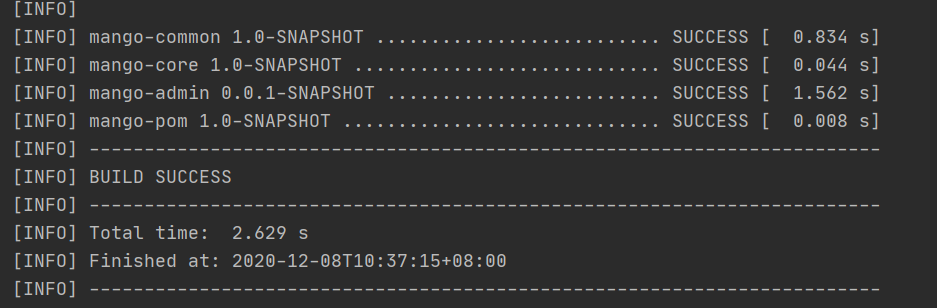 [INFO]
[INFO] mango-common 1.0-SNAPSHOT .......................... SUCCESS [  0.834 s]
[INFO] mango-core 1.0-SNAPSHOT ............................ SUCCESS [  0.044 s]
[INFO] mango-admin 0.0.1-SNAPSHOT ......................... SUCCESS [  1.562 s]
[INFO] mango-pom 1.0-SNAPSHOT ............................. SUCCESS [  0.008 s]
[INFO] ------------------------------------------------------------------------
[INFO] BUILD SUCCESS
[INFO] ------------------------------------------------------------------------
[INFO] Total time:  2.629 s
[INFO] Finished at: 2020-12-08T10:37:15+08:00
[INFO] ------------------------------------------------------------------------